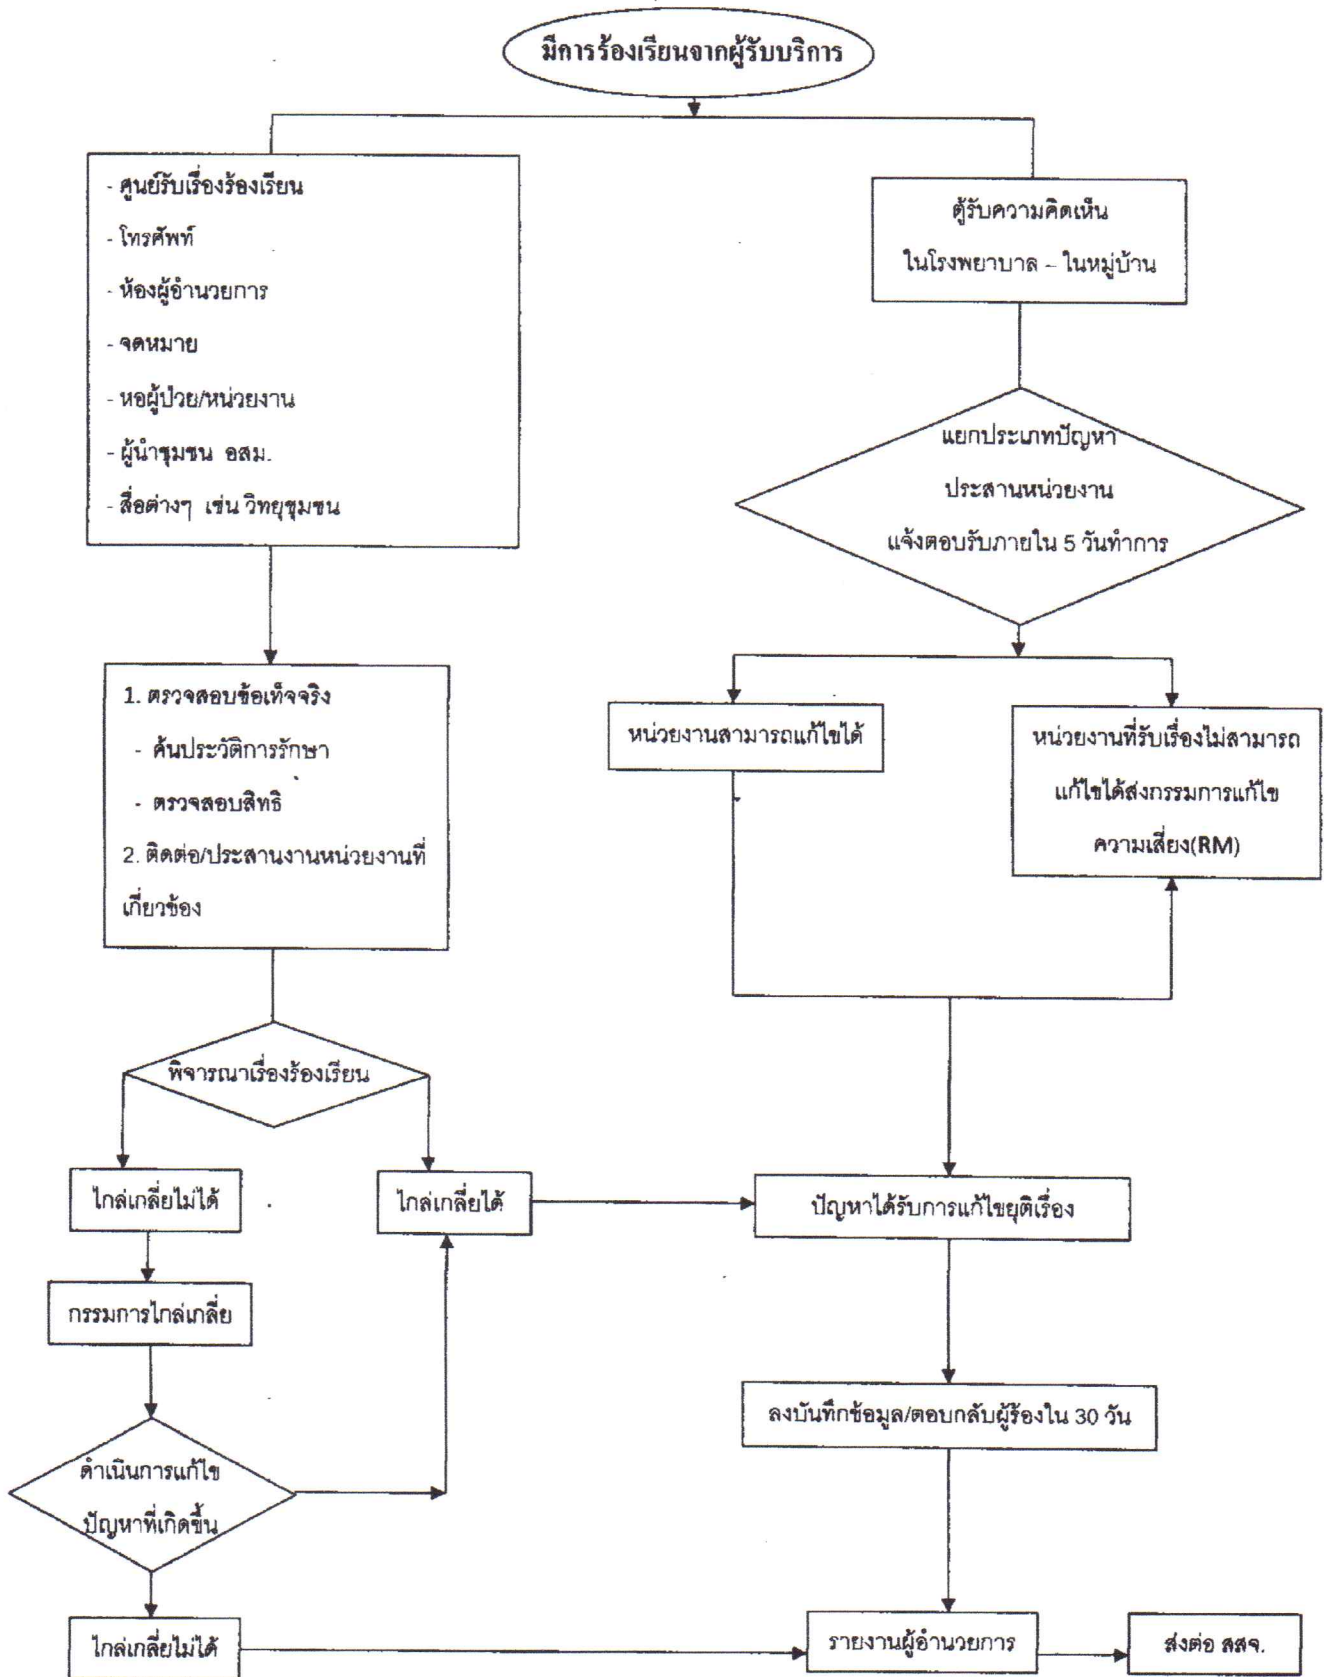 มีการร้องเรียนจากผู้รับบริการ
- ศูนย์รับเรื่องร้องเรียน
- โทรศัพท์
- ห้องผู้อำนวยการ
- จดหมาย
- หอผู้ป่วย/หน่วยงาน
- ผู้นำชุมชน อสม.
- สื่อต่างๆ เช่น วิทยุชุมชน
ตู้รับความคิดเห็น
ในโรงพยาบาล – ในหมู่บ้าน
แยกประเภทปัญหา
ประสานหน่วยงาน
แจ้งตอบรับภายใน 5 วันทำการ
1. ตรวจสอบข้อเท็จจริง
- ค้นประวัติการรักษา
- ตรวจสอบสิทธิ
2. ติดต่อ/ประสานงานหน่วยงานที่
เกี่ยวข้อง
หน่วยงานสามารถแก้ไขได้
หน่วยงานที่รับเรื่องไม่สามารถ
แก้ไขได้ส่งกรรมการแก้ไข
ความเสี่ยง(RM)
พิจารณาเรื่องร้องเรียน
ไกล่เกลี่ยไม่ได้
ไกล่เกลี่ยได้
ปัญหาได้รับการแก้ไขยุติเรื่อง
กรรมการไกล่เกลี่ย
ลงบันทึกข้อมูล/ตอบกลับผู้ร้องใน 30 วัน
ดำเนินการแก้ไข
ปัญหาที่เกิดขึ้น
ไกล่เกลี่ยไม่ได้
รายงานผู้อำนวยการ
ส่งต่อ สสจ.